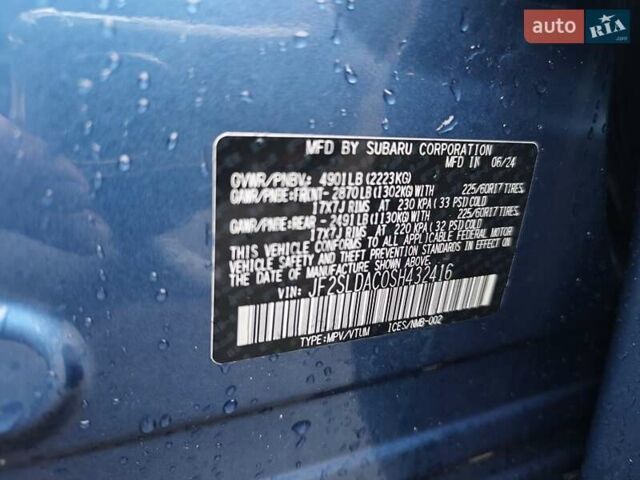 auto RIA .com
MFD BY SUBARU CORPORATION
MFD IN 06/24
GVWR/PNBV: 4901LB(2223KG)
GAWR/PNBE:FRONT- 2870LB(1302KG)WITH 225/60R17 TIRES,
17X7J RIMS AT 230 KPA (33 PSI)COLD
GAWR/PNBE:REAR- 2491LB(1130KG)WITH 225/60R17 TIRES,
17X7J RIMS AT 220 KPA (32 PSI)COLD
THIS VEHICLE CONFORMS TO ALL APPLICABLE FEDERAL MOTOR
VEHICLE SAFETY AND THEFT PREVENTION STANDARDS IN EFFECT ON
THE DATE OF MANUFACTURE SHOWN ABOVE.
VIN: JF2SLDAC0SH432416
TYPE:MPV/VTUM ICES/NMB-002